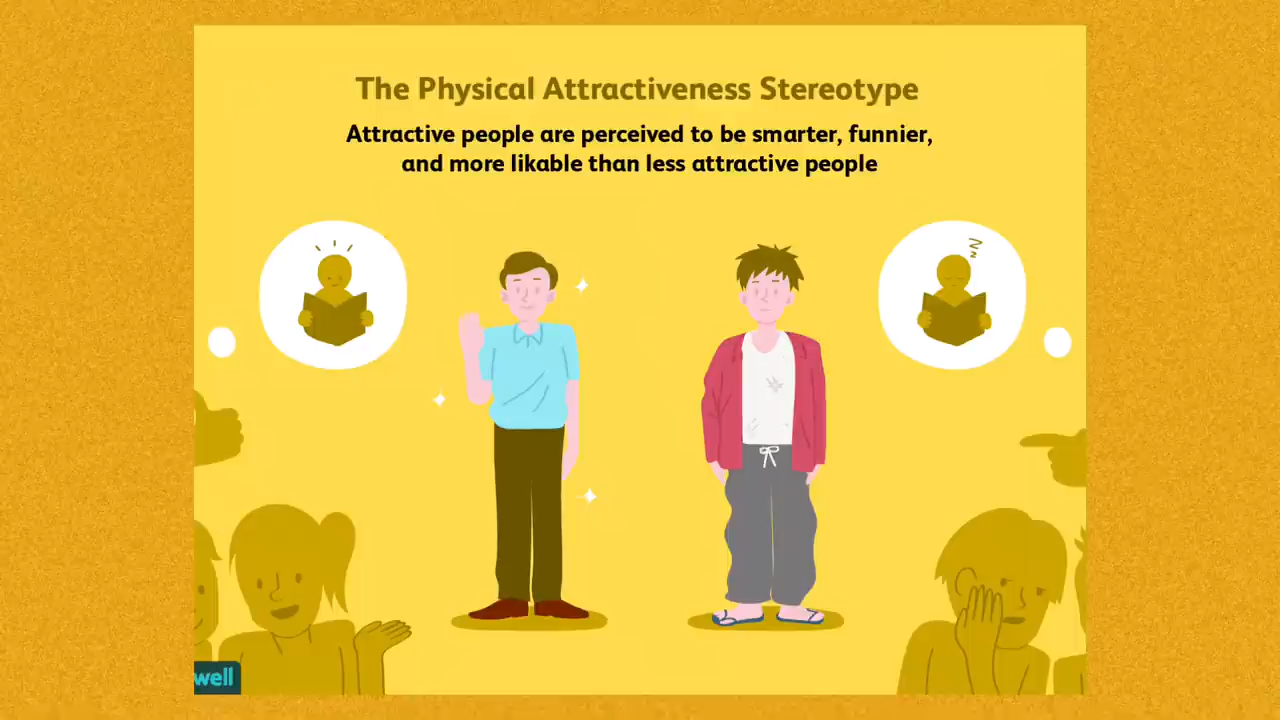 The Physical Attractiveness Stereotype
Attractive people are perceived to be smarter, funnier,
and more likable than less attractive people
z
z
z
well